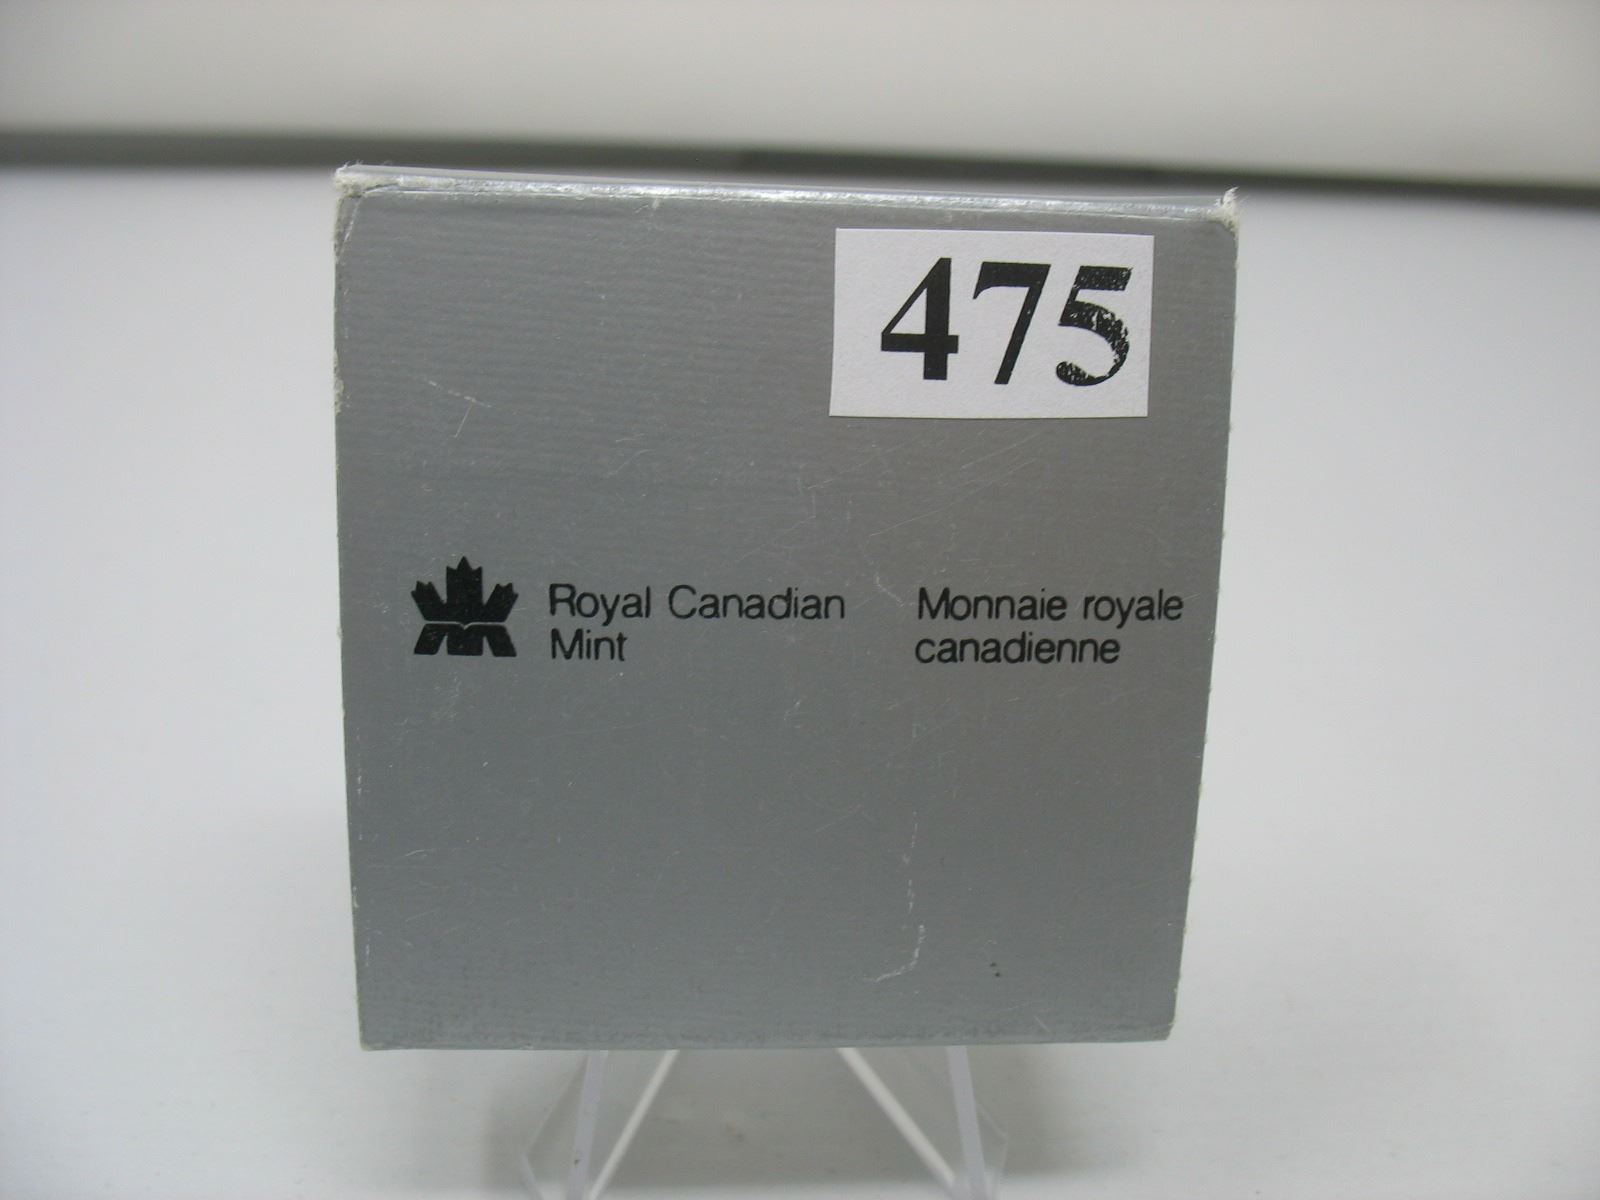 475
Royal Canadian
Mint
Monnaie royale
canadienne